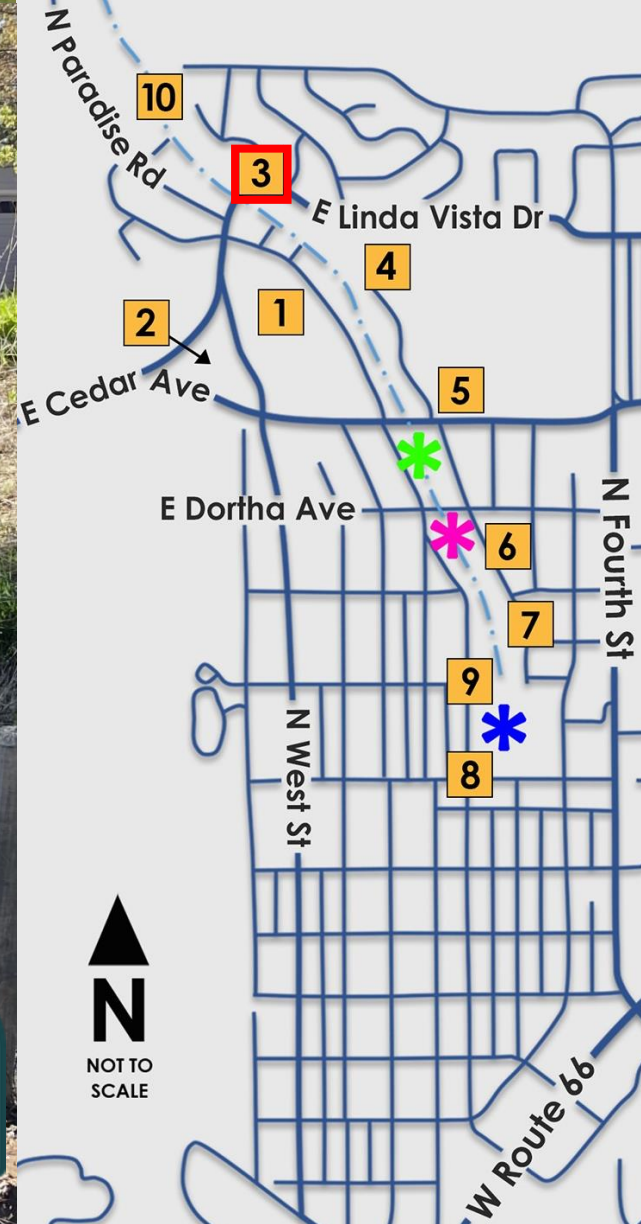 N Paradise Rd
10
3
E Linda Vista Dr
4
1
2
E Cedar Ave
5
E Dortha Ave
N Fourth St
6
7
9
N West St
8
N
NOT TO
SCALE
W Route 66